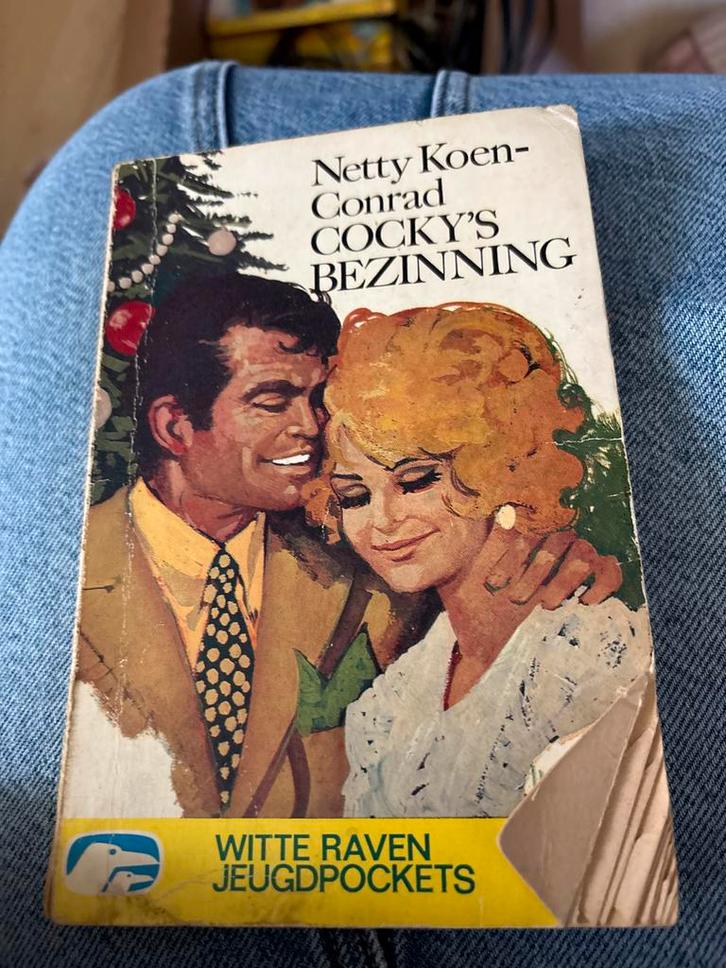 Netty Koen-
Conrad
COCKY'S
BEZINNING
WITTE RAVEN
JEUGDPOCKETS